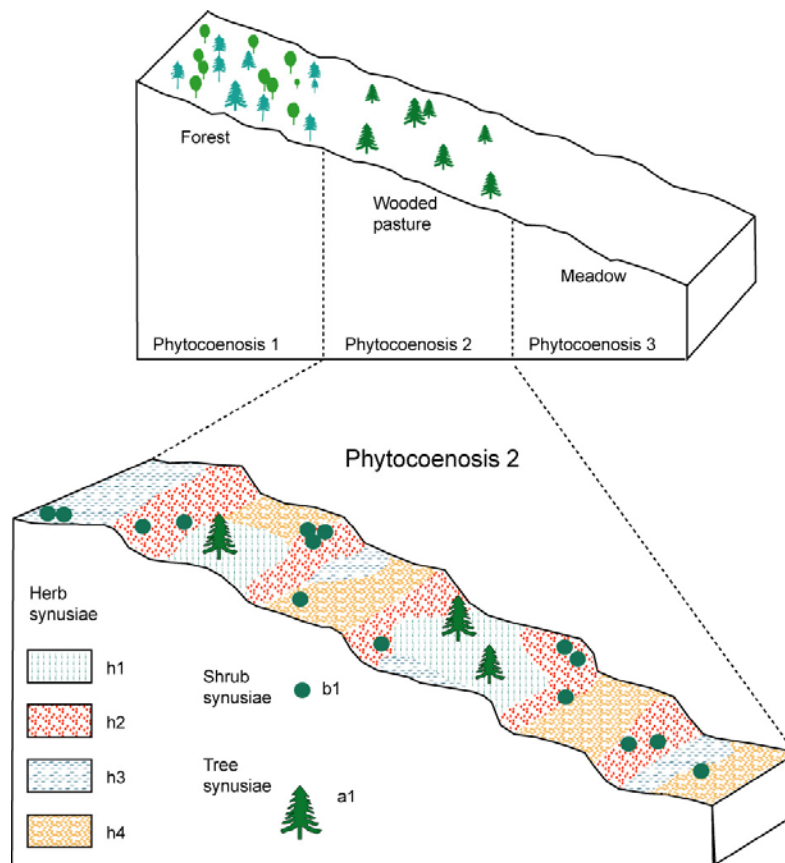 Forest
Wooded
pasture
Meadow
Phytocoenosis 1
Phytocoenosis 2
Phytocoenosis 3
Phytocoenosis 2
Herb
synusiae
h1
h2
h3
h4
Shrub
synusiae
b1
Tree
synusiae
a1